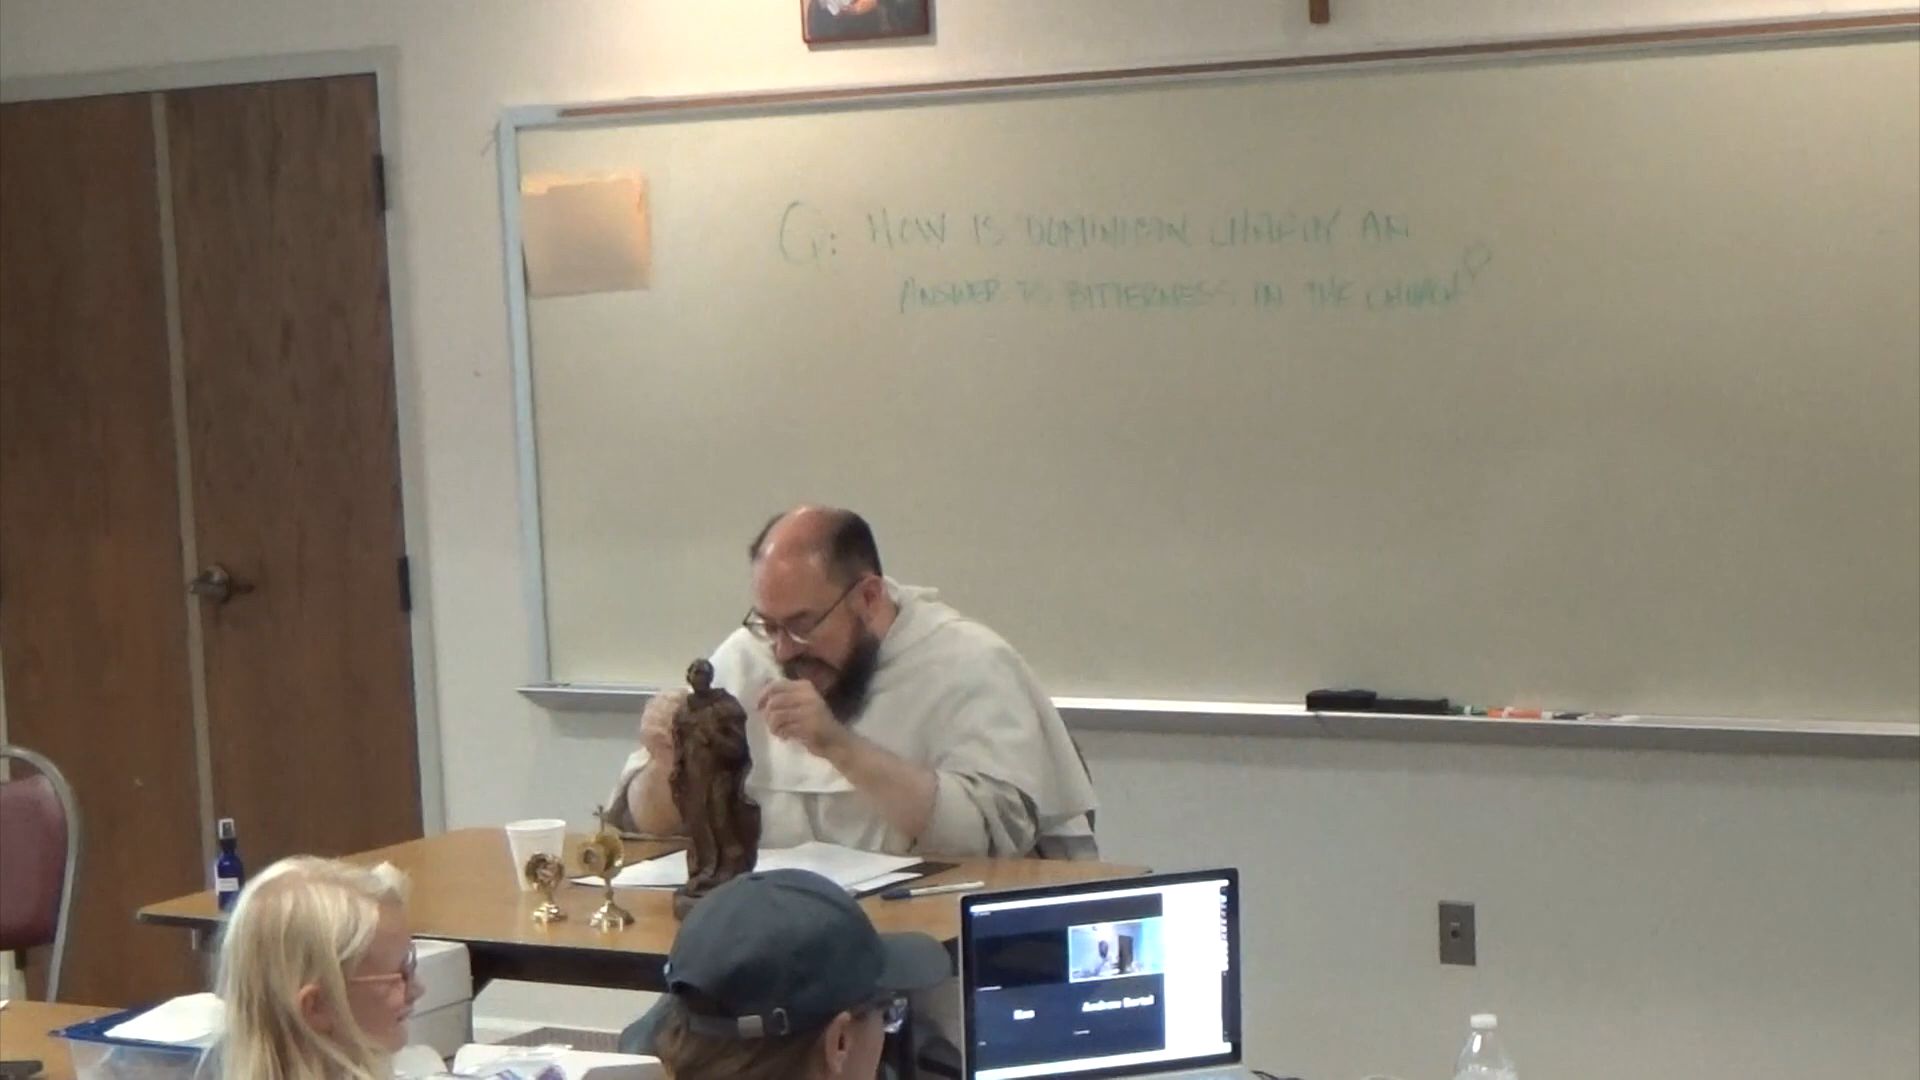 Q: HOW IS DOMINICAN CHARITY AN
ANSWER TO BITTERNESS IN THE CHURCH?